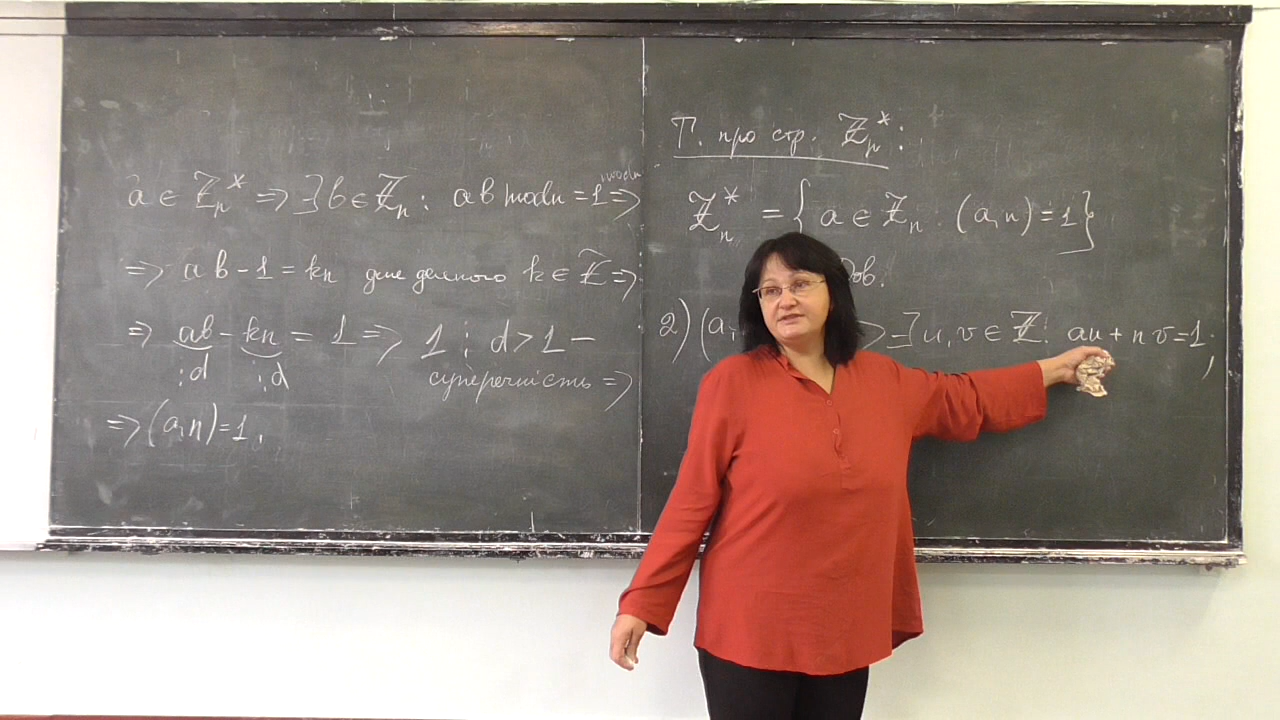 a ∈ ℤₙ* => ∃ b ∈ ℤₙ: ab mod n = 1 =>
=> ab - 1 = kn для деякого k ∈ ℤ =>
=> ab - kn = 1 => 1 ⋮ d > 1 –
⋮d ⋮d суперечність =>
=> (a, n) = 1.
Т. про стр. ℤₙ*:
ℤₙ* = { a ∈ ℤₙ : (a, n) = 1 }
2) (a, > ∃ u, v ∈ ℤ: au + nv = 1;